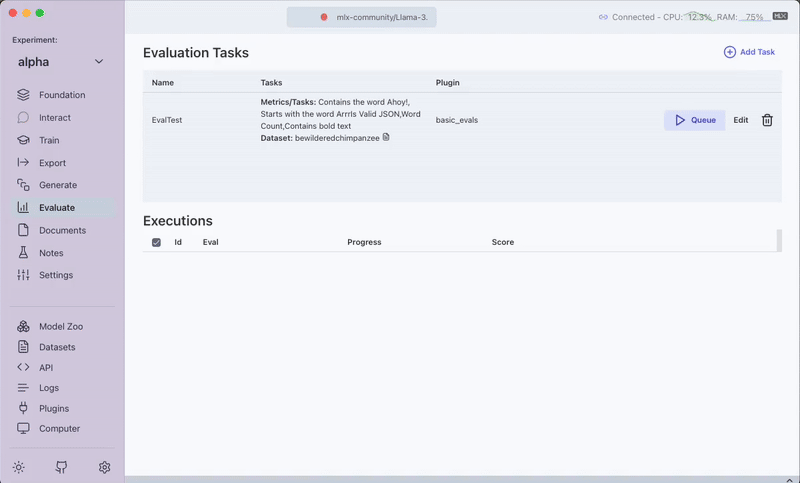 mlx-community/Llama-3.
Connected - CPU: 12.3% RAM: 75% MLX
Experiment:
alpha
Foundation
Interact
Train
Export
Generate
Evaluate
Documents
Notes
Settings
Model Zoo
Datasets
API
Logs
Plugins
Computer
Evaluation Tasks
Add Task
Name Tasks Plugin
EvalTest
Metrics/Tasks: Contains the word Ahoy!,
Starts with the word ArrrIs Valid JSON,Word
Count,Contains bold text
Dataset: bewilderedchimpanzee
basic_evals
Queue Edit
Executions
Id Eval Progress Score